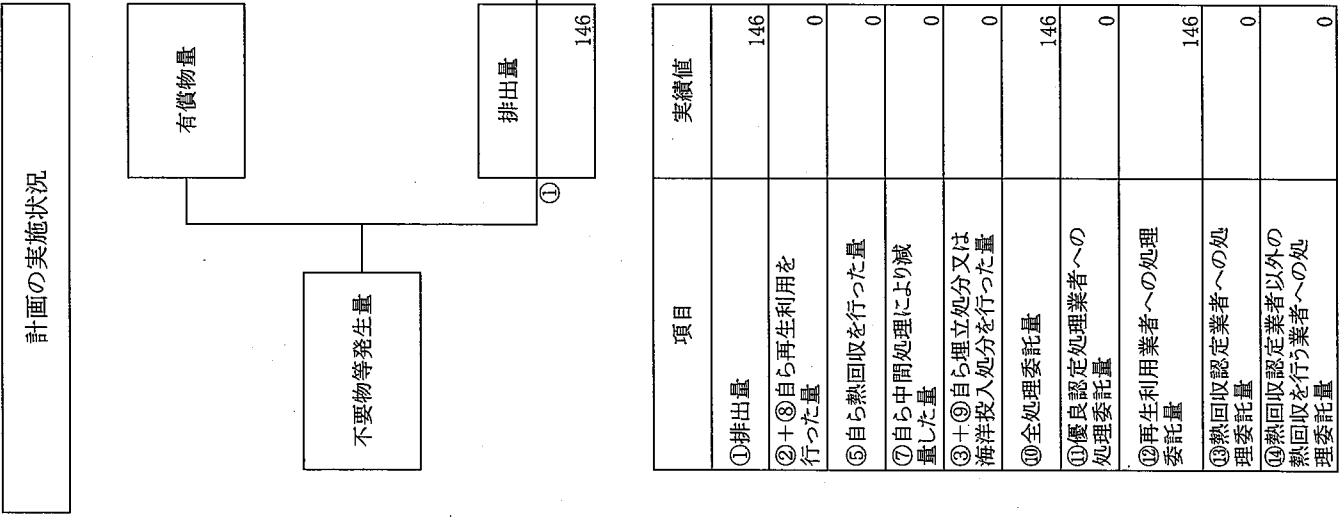 計画の実施状況
有償物量
不要物等発生量
①
排出量
146
項目 実績値
①排出量 146
②+⑧自ら再生利用を
行った量 0
⑤自ら熱回収を行った量 0
⑦自ら中間処理により減
量した量 0
③+⑨自ら埋立処分又は
海洋投入処分を行った量 0
⑩全処理委託量 146
⑪優良認定処理業者への
処理委託量 0
⑫再生利用業者への処理
委託量 146
⑬熱回収認定業者への処
理委託量 0
⑭熱回収認定業者以外の
熱回収を行う業者への処
理委託量 0